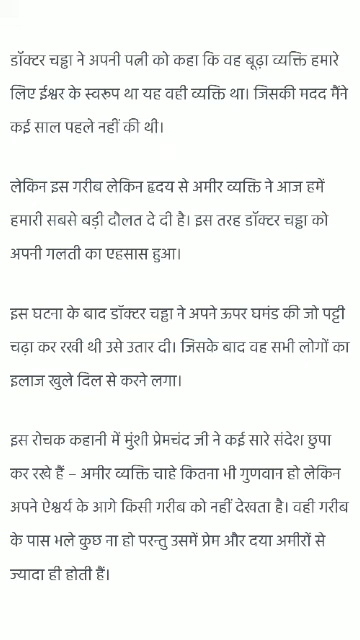 डॉक्टर चड्ढा ने अपनी पत्नी को कहा कि वह बूढ़ा व्यक्ति हमारे
लिए ईश्वर के स्वरूप था यह वही व्यक्ति था। जिसकी मदद मैंने
कई साल पहले नहीं की थी।
लेकिन इस गरीब लेकिन हृदय से अमीर व्यक्ति ने आज हमें
हमारी सबसे बड़ी दौलत दे दी है। इस तरह डॉक्टर चड्ढा को
अपनी गलती का एहसास हुआ।
इस घटना के बाद डॉक्टर चड्ढा ने अपने ऊपर घमंड की जो पट्टी
चढ़ा कर रखी थी उसे उतार दी। जिसके बाद वह सभी लोगों का
इलाज खुले दिल से करने लगा।
इस रोचक कहानी में मुंशी प्रेमचंद जी ने कई सारे संदेश छुपा
कर रखे हैं – अमीर व्यक्ति चाहे कितना भी गुणवान हो लेकिन
अपने ऐश्वर्य के आगे किसी गरीब को नहीं देखता है। वही गरीब
के पास भले कुछ ना हो परन्तु उसमें प्रेम और दया अमीरों से
ज्यादा ही होती हैं।